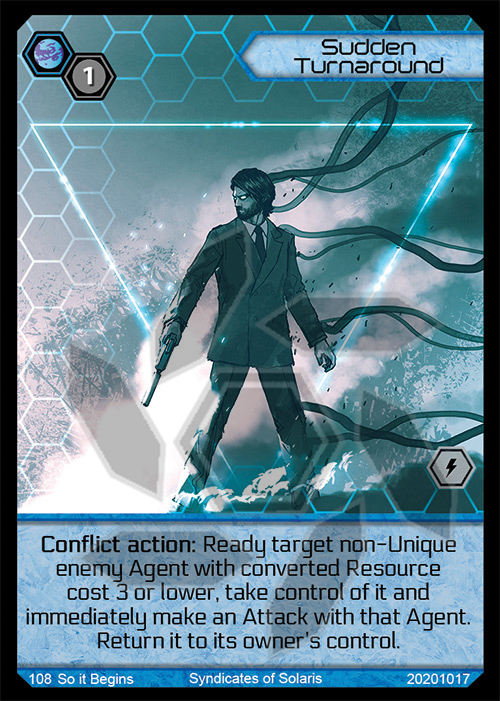 1
Sudden
Turnaround
Conflict action: Ready target non-Unique
enemy Agent with converted Resource
cost 3 or lower, take control of it and
immediately make an Attack with that Agent.
Return it to its owner's control.
108 So it Begins Syndicates of Solaris 20201017